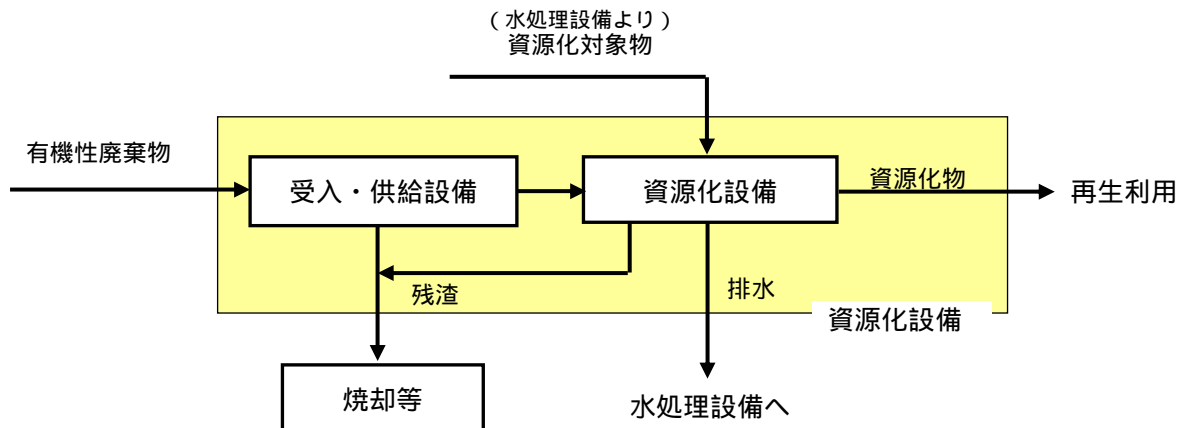 （水処理設備より）
資源化対象物
有機性廃棄物
受入・供給設備
資源化設備
資源化物
再生利用
残渣
排水
資源化設備
焼却等
水処理設備へ